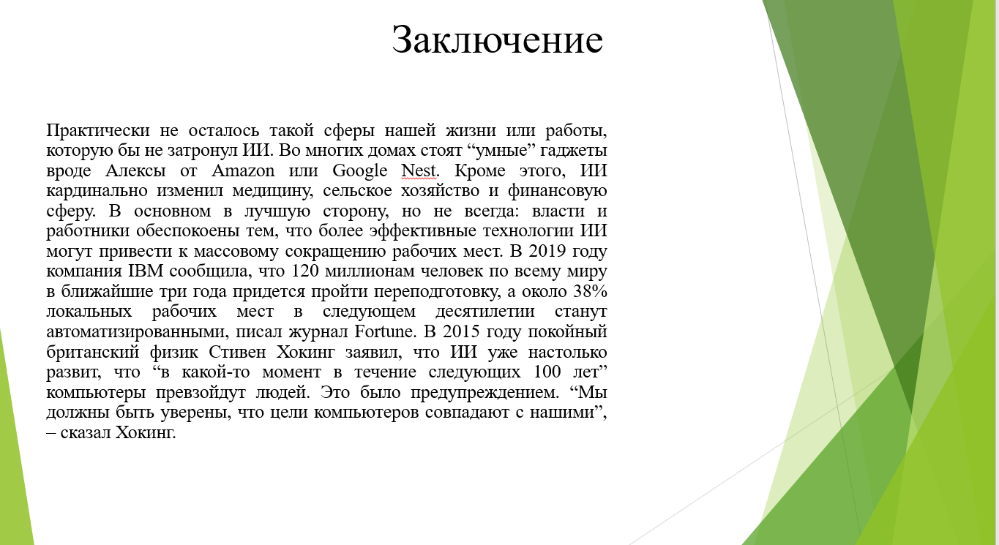 Заключение
Практически не осталось такой сферы нашей жизни или работы,
которую бы не затронул ИИ. Во многих домах стоят “умные” гаджеты
вроде Алексы от Amazon или Google Nest. Кроме этого, ИИ
кардинально изменил медицину, сельское хозяйство и финансовую
сферу. В основном в лучшую сторону, но не всегда: власти и
работники обеспокоены тем, что более эффективные технологии ИИ
могут привести к массовому сокращению рабочих мест. В 2019 году
компания IBM сообщила, что 120 миллионам человек по всему миру
в ближайшие три года придется пройти переподготовку, а около 38%
локальных рабочих мест в следующем десятилетии станут
автоматизированными, писал журнал Fortune. В 2015 году покойный
британский физик Стивен Хокинг заявил, что ИИ уже настолько
развит, что “в какой-то момент в течение следующих 100 лет”
компьютеры превзойдут людей. Это было предупреждением. “Мы
должны быть уверены, что цели компьютеров совпадают с нашими”,
– сказал Хокинг.